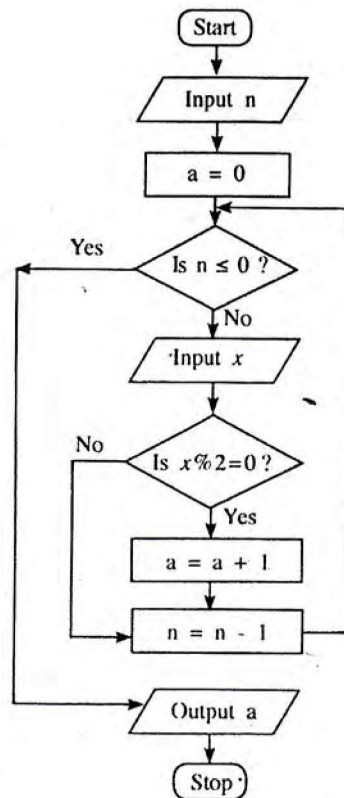 Start
Input n
a = 0
Yes
Is n ≤ 0 ?
No
Input x
No
Is x%2=0 ?
Yes
a = a + 1
n = n - 1
Output a
Stop